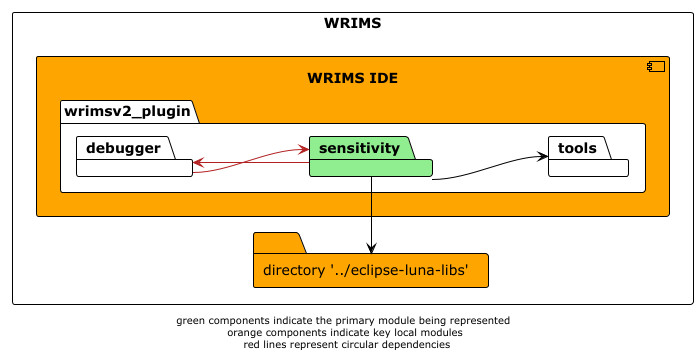 WRIMS
WRIMS IDE
wrimsv2_plugin
debugger
sensitivity
tools
directory '../eclipse-luna-libs'
green components indicate the primary module being represented
orange components indicate key local modules
red lines represent circular dependencies